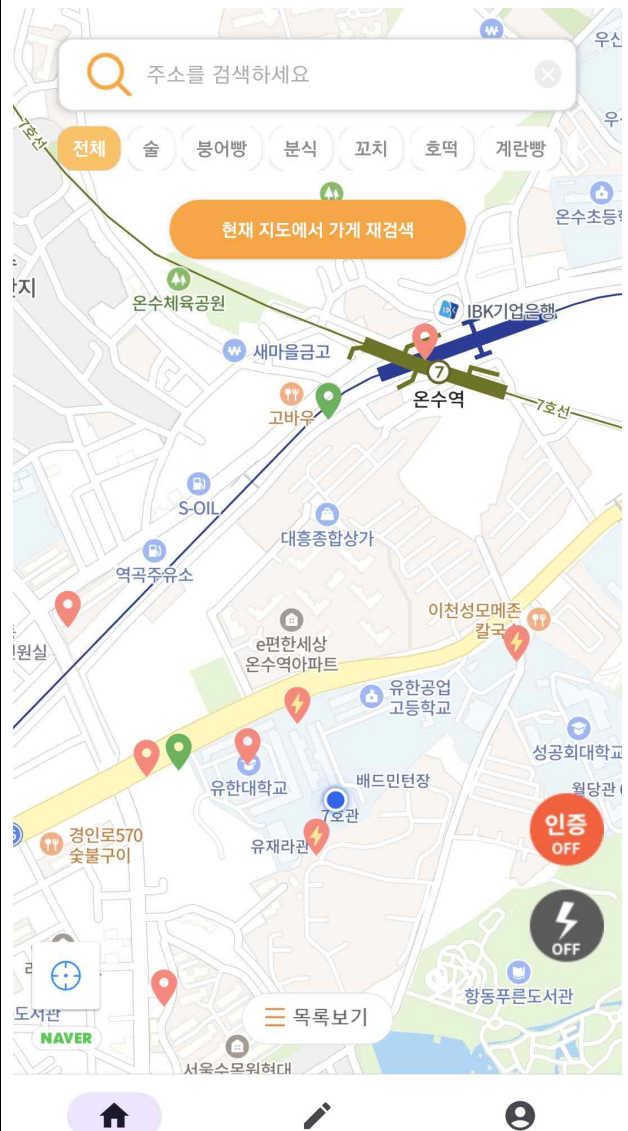 주소를 검색하세요
7호선
전체
술
붕어빵
분식
꼬치
호떡
계란빵
현재 지도에서 가게 재검색
온수초등
온수체육공원
IBK기업은행
새마을금고
7
온수역
7호선
고바우
S-OIL
대흥종합상가
역곡주유소
이천성모메존
e편한세상
온수역아파트
유한공업
고등학교
성공회대학교
유한대학교
배드민턴장
월당관
7호관
유재라관
경인로570
숯불구이
인증
OFF
OFF
항동푸른도서관
도서관
목록보기
NAVER
서울수목원현대